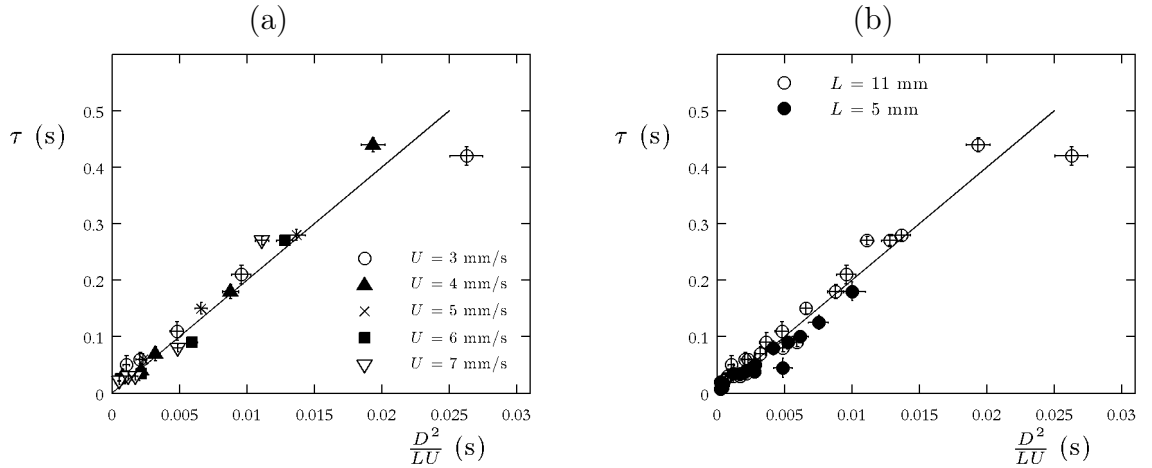 (a)
τ (s)
0.5
0.4
0.3
0.2
0.1
0
0 0.005 0.01 0.015 0.02 0.025 0.03
D²/LU (s)
U = 3 mm/s
U = 4 mm/s
U = 5 mm/s
U = 6 mm/s
U = 7 mm/s
(b)
τ (s)
0.5
0.4
0.3
0.2
0.1
0
0 0.005 0.01 0.015 0.02 0.025 0.03
D²/LU (s)
L = 11 mm
L = 5 mm